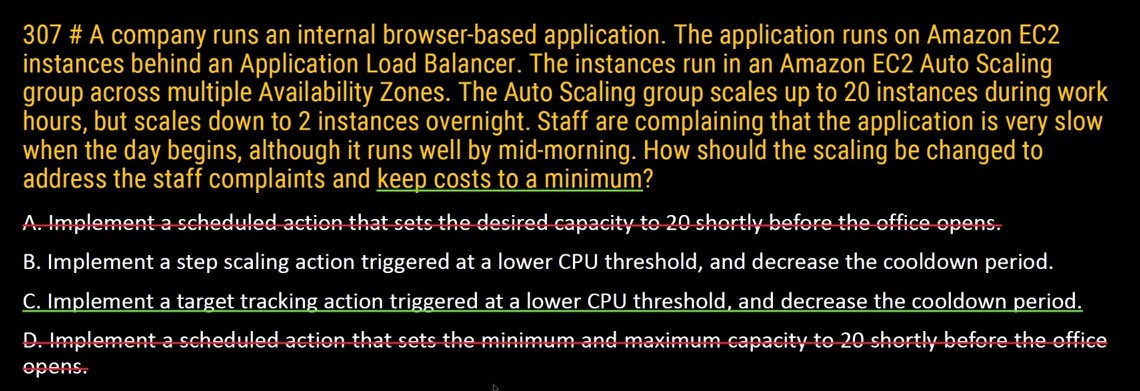 307 # A company runs an internal browser-based application. The application runs on Amazon EC2
instances behind an Application Load Balancer. The instances run in an Amazon EC2 Auto Scaling
group across multiple Availability Zones. The Auto Scaling group scales up to 20 instances during work
hours, but scales down to 2 instances overnight. Staff are complaining that the application is very slow
when the day begins, although it runs well by mid-morning. How should the scaling be changed to
address the staff complaints and keep costs to a minimum?
A. Implement a scheduled action that sets the desired capacity to 20 shortly before the office opens.
B. Implement a step scaling action triggered at a lower CPU threshold, and decrease the cooldown period.
C. Implement a target tracking action triggered at a lower CPU threshold, and decrease the cooldown period.
D. Implement a scheduled action that sets the minimum and maximum capacity to 20 shortly before the office
opens.